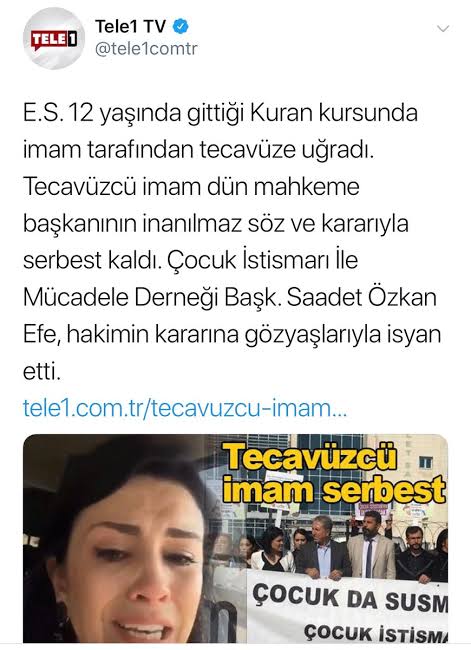 Tele1 TV
TELE1
@tele1comtr
E.S. 12 yaşında gittiği Kuran kursunda
imam tarafından tecavüze uğradı.
Tecavüzcü imam dün mahkeme
başkanının inanılmaz söz ve kararıyla
serbest kaldı. Çocuk İstismarı İle
Mücadele Derneği Başk. Saadet Özkan
Efe, hakimin kararına gözyaşlarıyla isyan
etti.
tele1.com.tr/tecavuzcu-imam...
Tecavüzcü
imam serbest
ÇOCUK DA SUSM
ÇOCUK İSTİSMA